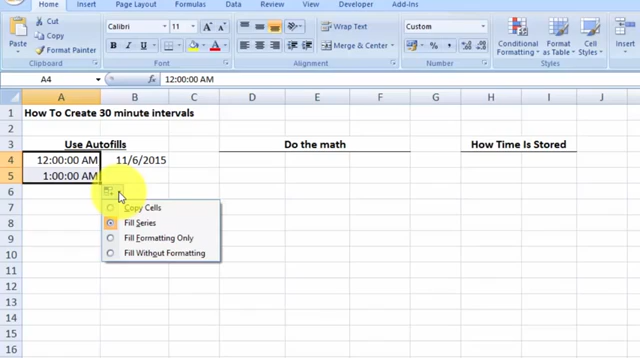 Home Insert Page Layout Formulas Data Review View Developer Add-Ins
Cut
Copy
Paste
Format Painter
Clipboard
Calibri 11
B I U
Font
Wrap Text
Merge & Center
Alignment
Custom
$ % ,
Number
Conditional Formatting
Format as Table
Cell Styles
Styles
A4 fx 12:00:00 AM
A B C D E F G H I J
1 How To Create 30 minute intervals
2
3 Use Autofills Do the math How Time Is Stored
4 12:00:00 AM 11/6/2015
5 1:00:00 AM
6
7 Copy Cells
8 Fill Series
9 Fill Formatting Only
10 Fill Without Formatting
11
12
13
14
15
16